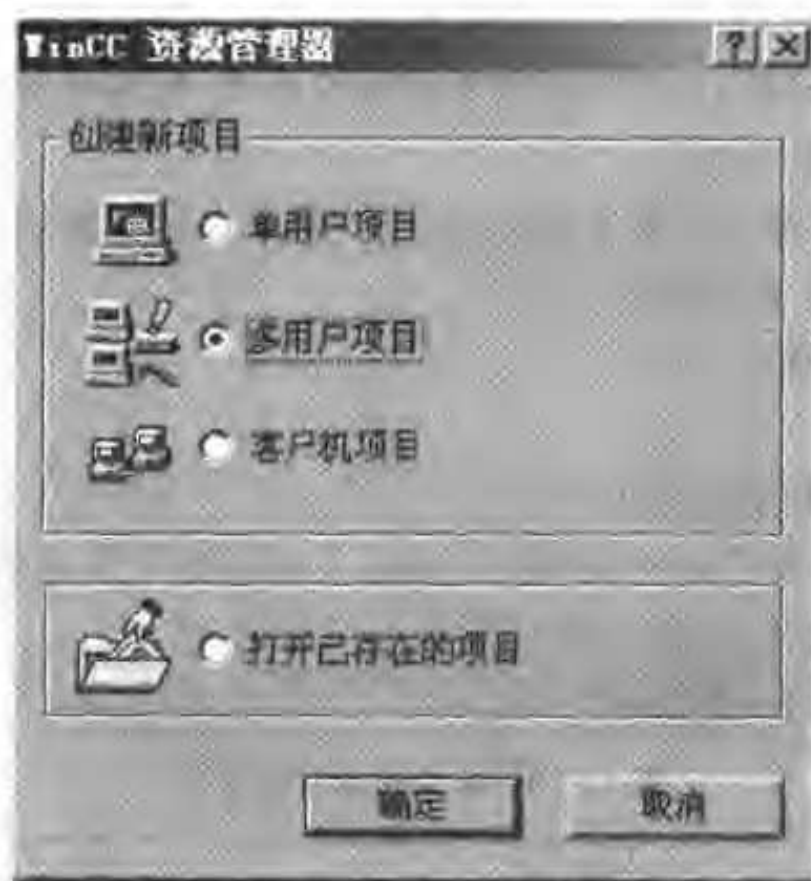 WinCC 资源管理器
创建新项目
单用户项目
多用户项目
客户机项目
打开已存在的项目
确定
取消